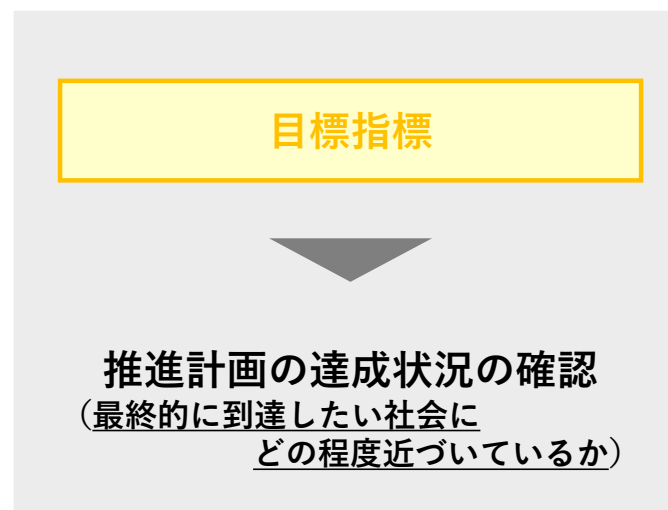 目標指標
推進計画の達成状況の確認
（最終的に到達したい社会に
どの程度近づいているか）